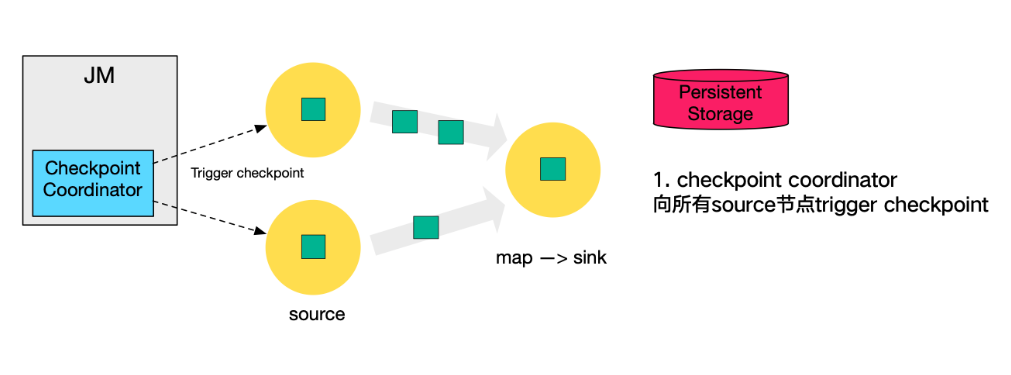 JM
Checkpoint
Coordinator
Trigger checkpoint
source
map —> sink
Persistent
Storage
1. checkpoint coordinator
向所有source节点trigger checkpoint